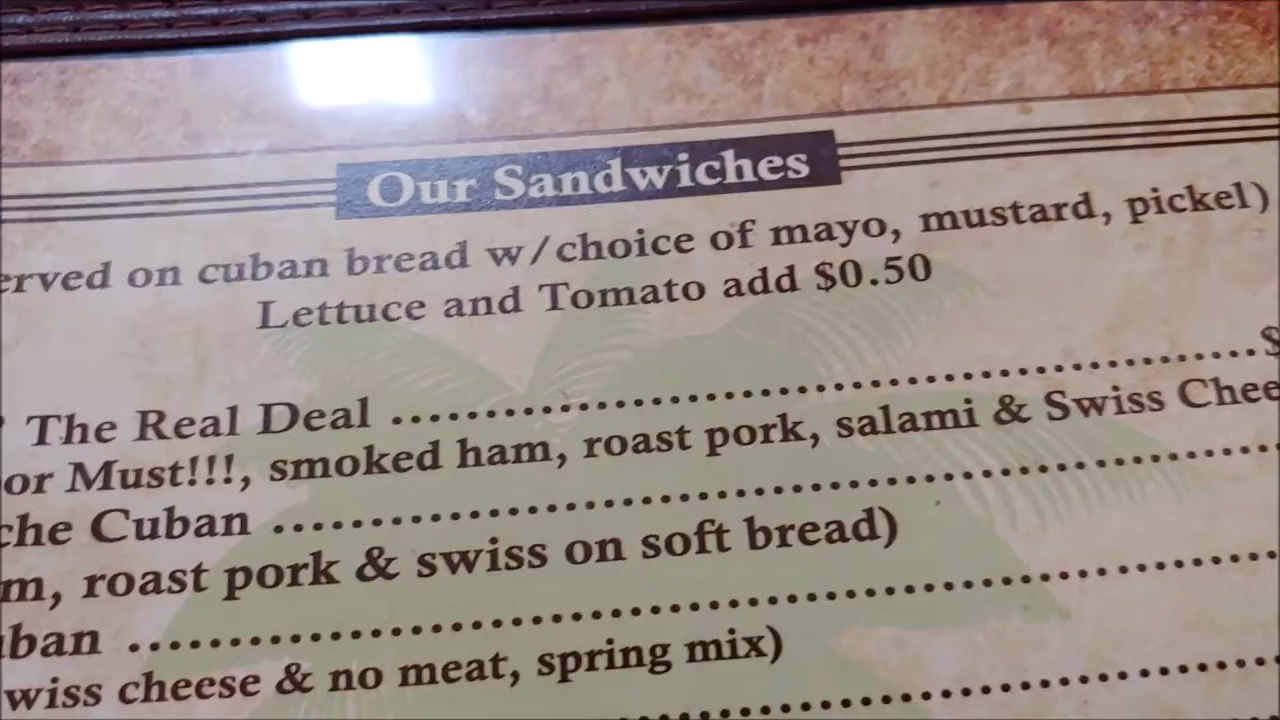 Our Sandwiches
erved on cuban bread w/choice of mayo, mustard, pickel)
Lettuce and Tomato add $0.50
The Real Deal ........................................ $
or Must!!!, smoked ham, roast pork, salami & Swiss Chee
che Cuban ........................................
m, roast pork & swiss on soft bread)
ban ........................................
wiss cheese & no meat, spring mix)